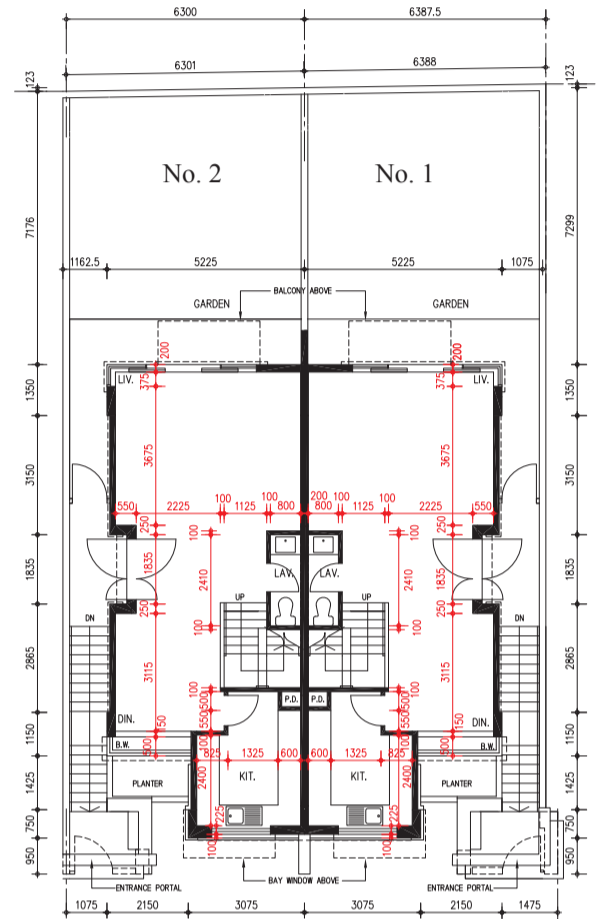 6300 6387.5
6301 6388
123 123
No. 2 No. 1
7176 7299
1162.5 5225 5225 1075
BALCONY ABOVE
GARDEN GARDEN
200 200
LIV. 375 375 LIV.
1350 1350
3675 3675
3150 3150
100 100 200 100 100
550 2225 1125 800 800 1125 2225 550
250 100 100 250
1835 1835 2410 2410 1835 1835
LAV. LAV.
250 250
UP UP
100 100
DN DN
2865 3115 3115 2865
100 100
P.D. P.D.
500 500
DIN. 150 550 550 150 DIN.
B.W. 500 100 100 500 B.W.
1150 1150
825 1325 600 600 1325 825
KIT. KIT.
PLANTER PLANTER
1425 2400 2400 1425
750 225 225 750
100 100
950 950
BAY WINDOW ABOVE
ENTRANCE PORTAL ENTRANCE PORTAL
1075 2150 3075 3075 2150 1475